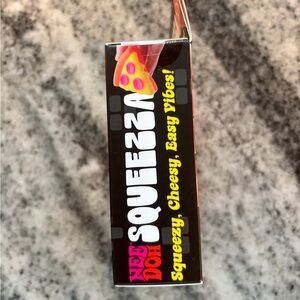 NEE
DOH
SQUEEZZA
Squeezy, Cheesy, Easy Vibes!